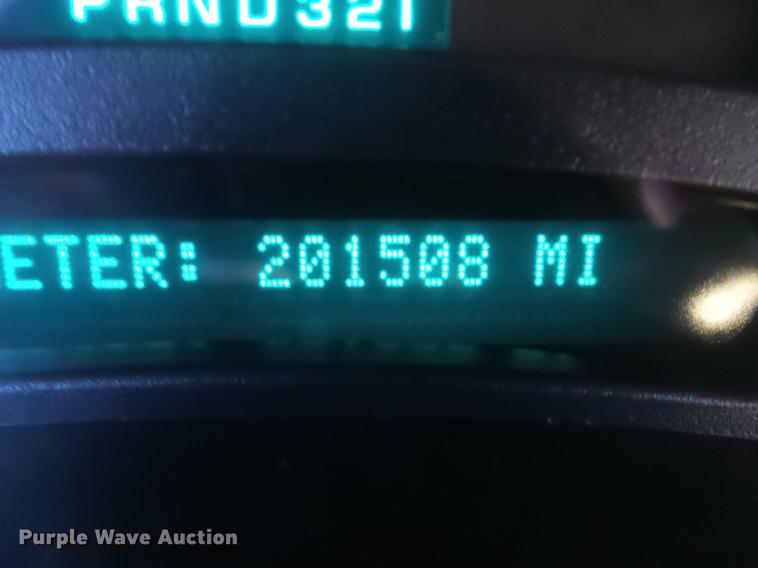 PRND321
ETER: 201508 MI
Purple Wave Auction